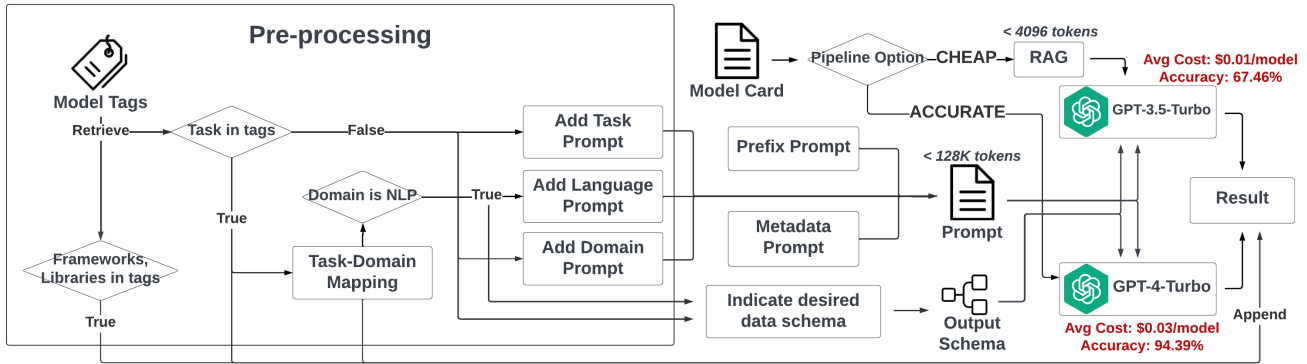 Pre-processing
Model Tags
Retrieve
Task in tags
False
True
Frameworks,
Libraries in tags
True
Domain is NLP
True
Task-Domain
Mapping
Add Task
Prompt
Add Language
Prompt
Add Domain
Prompt
Model Card
Pipeline Option
CHEAP
ACCURATE
< 4096 tokens
RAG
Avg Cost: $0.01/model
Accuracy: 67.46%
GPT-3.5-Turbo
Prefix Prompt
Metadata
Prompt
< 128K tokens
Prompt
Indicate desired
data schema
Output
Schema
GPT-4-Turbo
Avg Cost: $0.03/model
Accuracy: 94.39%
Result
Append